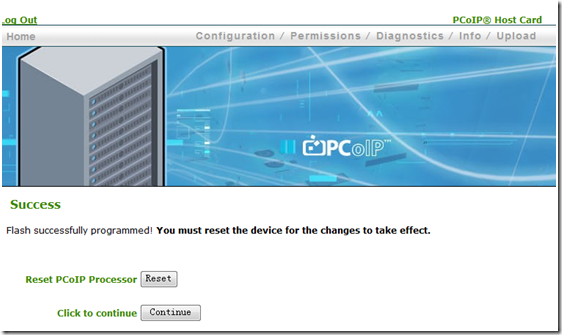 Log Out PCoIP® Host Card
Home Configuration / Permissions / Diagnostics / Info / Upload
PCoIP™
Success
Flash successfully programmed! You must reset the device for the changes to take effect.
Reset PCoIP Processor Reset
Click to continue Continue